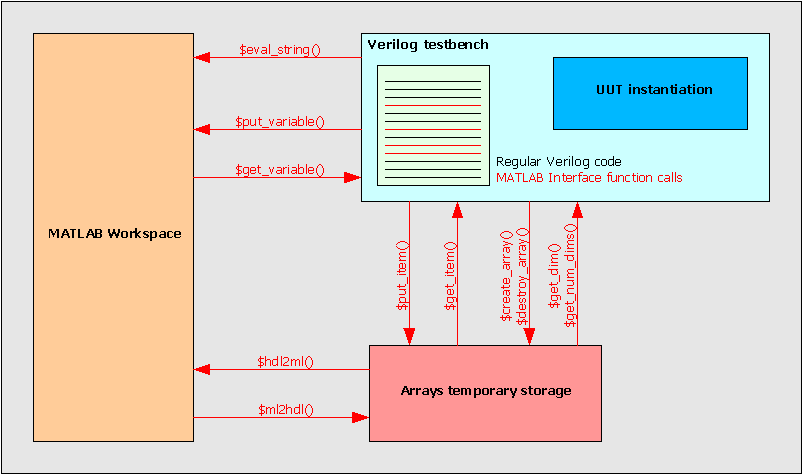 Verilog testbench
$eval_string()
UUT instantiation
$put_variable()
Regular Verilog code
$get_variable()
MATLAB Interface function calls
MATLAB Workspace
$put_item()
$get_item()
$create_array()
$destroy_array()
$get_dim()
$get_num_dims()
$hdl2ml()
Arrays temporary storage
$ml2hdl()